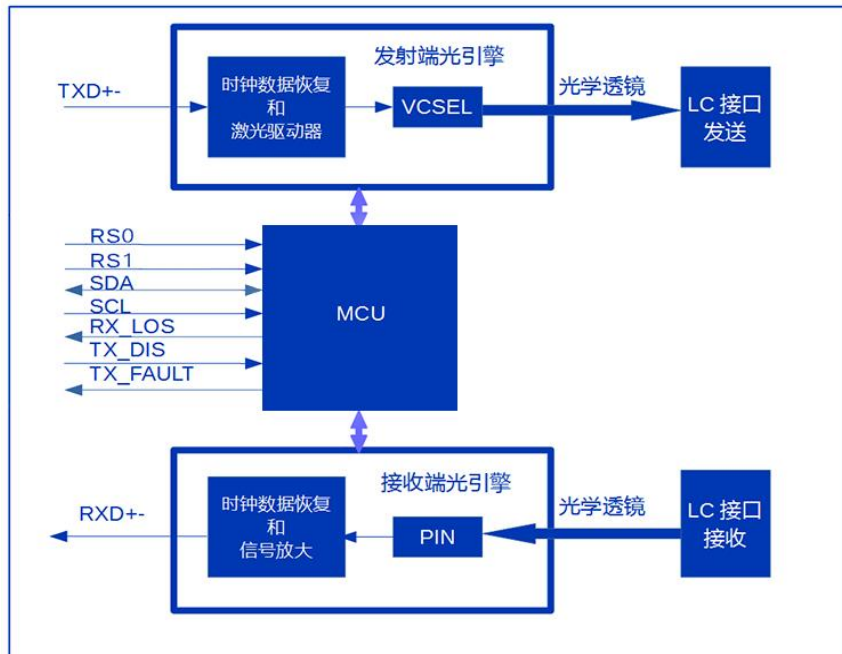 发射端光引擎
TXD+-
时钟数据恢复
和
激光驱动器
VCSEL
光学透镜
LC 接口
发送
RS0
RS1
SDA
SCL
RX_LOS
TX_DIS
TX_FAULT
MCU
接收端光引擎
RXD+-
时钟数据恢复
和
信号放大
PIN
光学透镜
LC 接口
接收